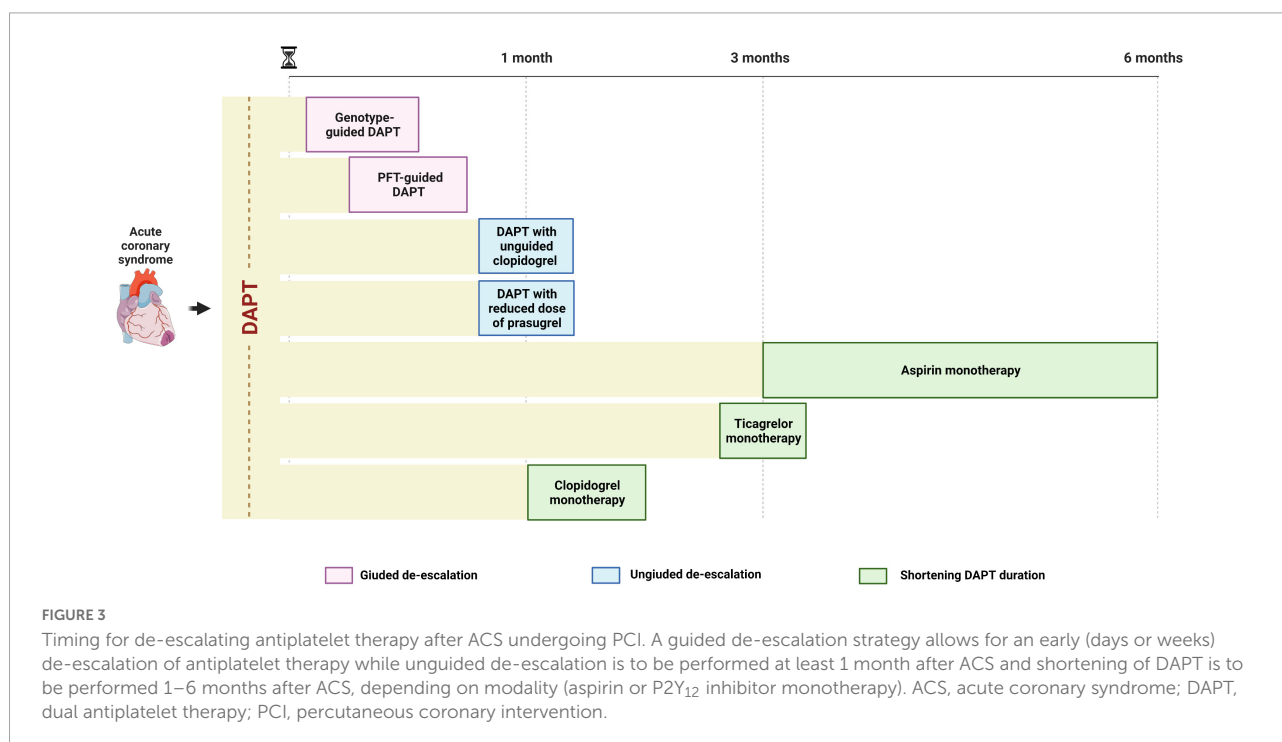 1 month
3 months
6 months
Genotype-
guided DAPT
PFT-guided
DAPT
Acute
coronary
syndrome
DAPT
DAPT with
unguided
clopidogrel
DAPT with
reduced dose
of prasugrel
Aspirin monotherapy
Ticagrelor
monotherapy
Clopidogrel
monotherapy
Giuded de-escalation
Ungiuded de-escalation
Shortening DAPT duration
FIGURE 3
Timing for de-escalating antiplatelet therapy after ACS undergoing PCI. A guided de-escalation strategy allows for an early (days or weeks)
de-escalation of antiplatelet therapy while unguided de-escalation is to be performed at least 1 month after ACS and shortening of DAPT is to
be performed 1–6 months after ACS, depending on modality (aspirin or P2Y₁₂ inhibitor monotherapy). ACS, acute coronary syndrome; DAPT,
dual antiplatelet therapy; PCI, percutaneous coronary intervention.